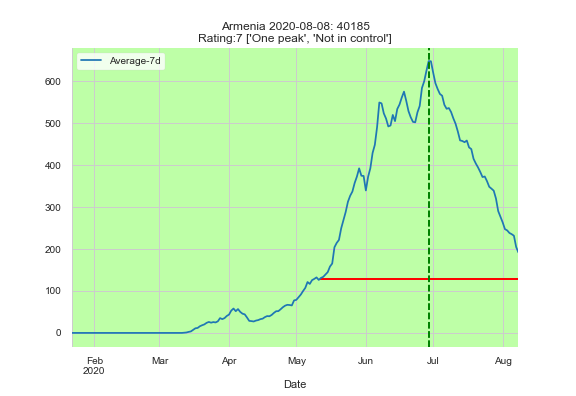 Armenia 2020-08-08: 40185
Rating:7 ['One peak', 'Not in control']
Average-7d
600
500
400
300
200
100
0
Feb
2020
Mar
Apr
May
Jun
Jul
Aug
Date